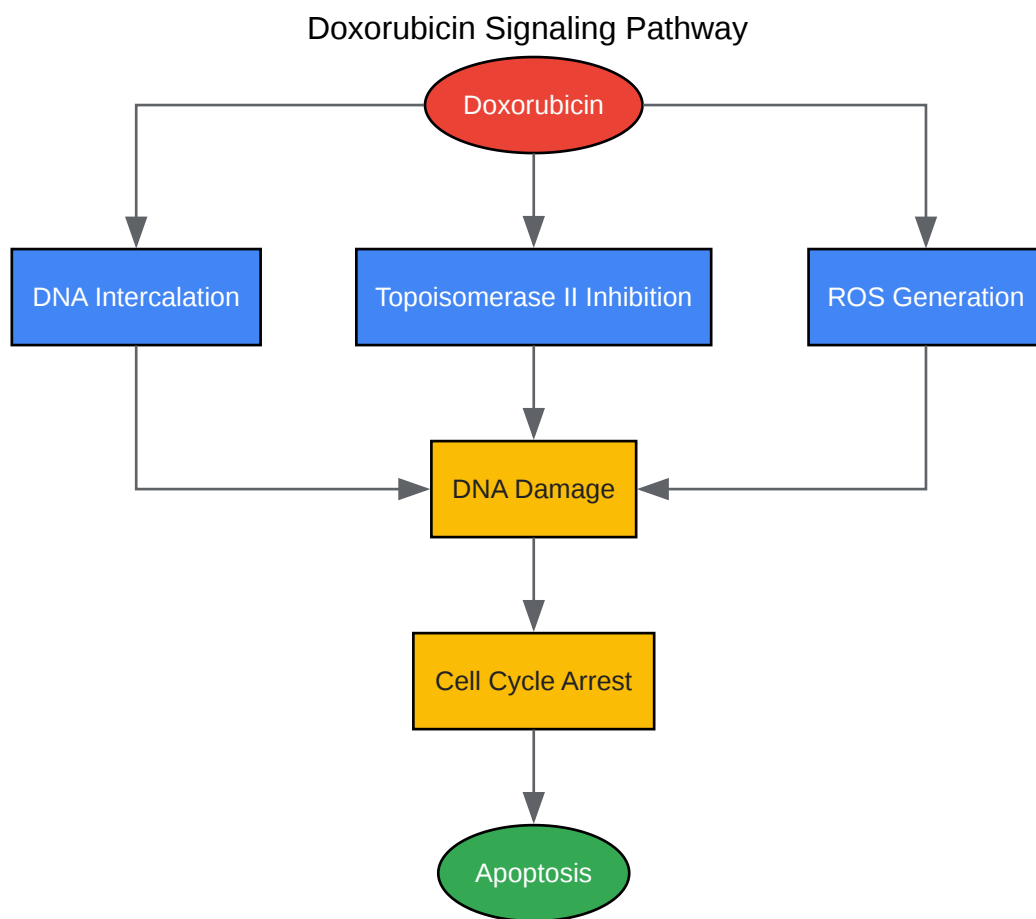 Doxorubicin Signaling Pathway
Doxorubicin
DNA Intercalation
Topoisomerase II Inhibition
ROS Generation
DNA Damage
Cell Cycle Arrest
Apoptosis